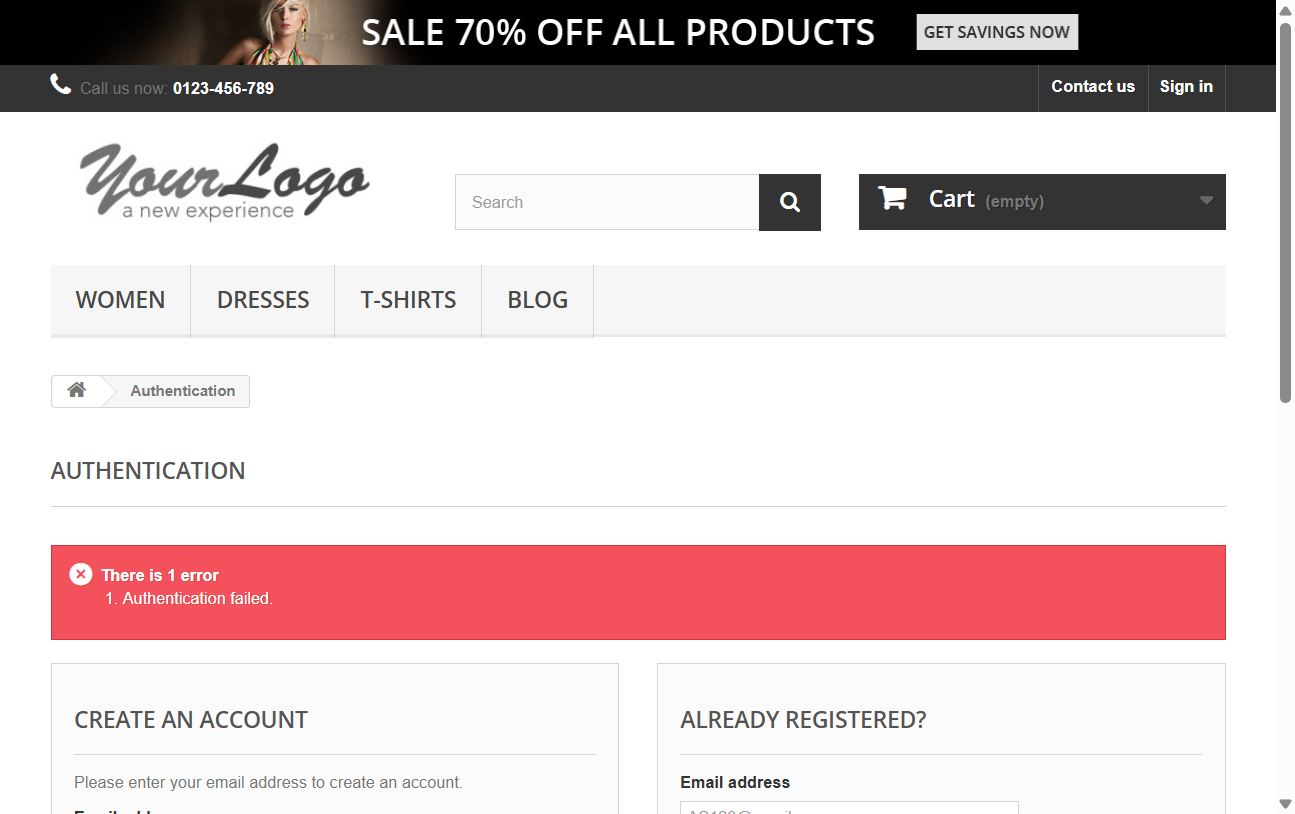 SALE 70% OFF ALL PRODUCTS GET SAVINGS NOW
Call us now: 0123-456-789 Contact us Sign in
YourLogo
a new experience
Search Cart (empty)
WOMEN DRESSES T-SHIRTS BLOG
Authentication
AUTHENTICATION
There is 1 error
1. Authentication failed.
CREATE AN ACCOUNT ALREADY REGISTERED?
Please enter your email address to create an account. Email address